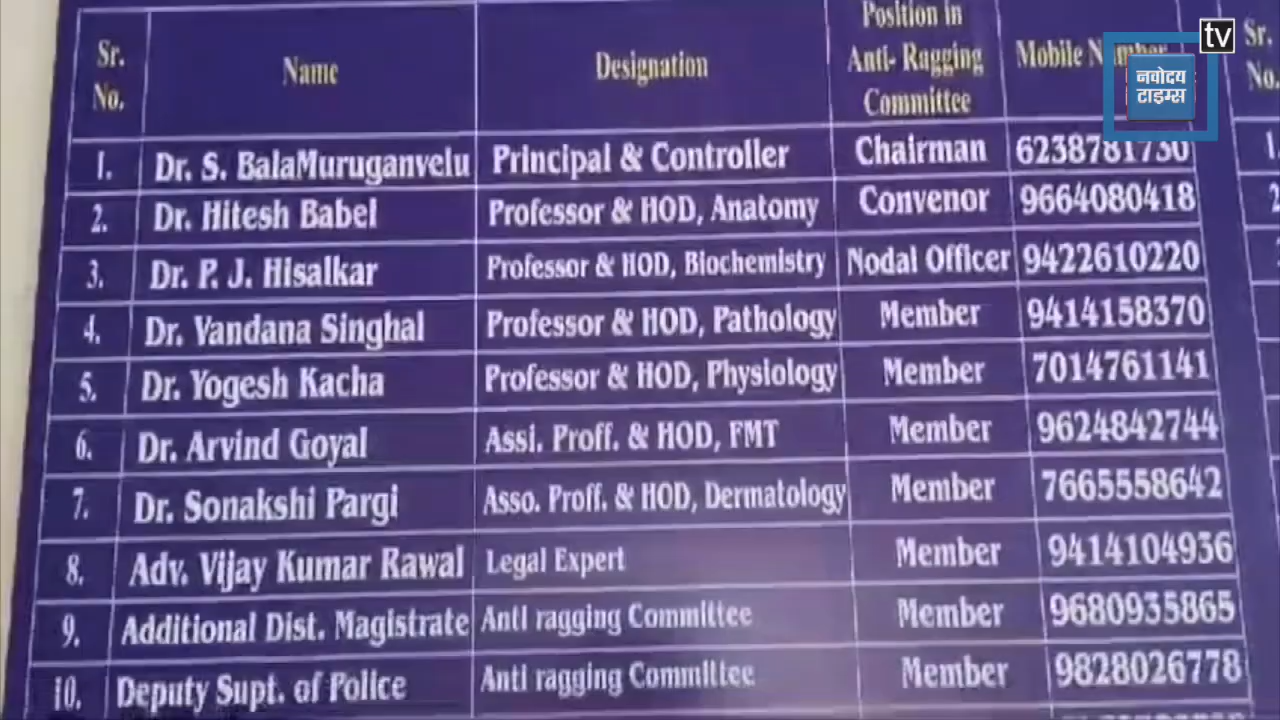 tv
नवोदय
टाइम्स
Sr. No. Name Designation Position in Anti- Ragging Committee Mobile Number
1. Dr. S. BalaMuruganvelu Principal & Controller Chairman 6238781730
2. Dr. Hitesh Babel Professor & HOD, Anatomy Convenor 9664080418
3. Dr. P. J. Hisalkar Professor & HOD, Biochemistry Nodal Officer 9422610220
4. Dr. Vandana Singhal Professor & HOD, Pathology Member 9414158370
5. Dr. Yogesh Kacha Professor & HOD, Physiology Member 7014761141
6. Dr. Arvind Goyal Assi. Proff. & HOD, FMT Member 9624842744
7. Dr. Sonakshi Pargi Asso. Proff. & HOD, Dermatology Member 7665558642
8. Adv. Vijay Kumar Rawal Legal Expert Member 9414104936
9. Additional Dist. Magistrate Anti ragging Committee Member 9680935865
10. Deputy Supt. of Police Anti ragging Committee Member 9828026778
Sr.
No.
1.
2